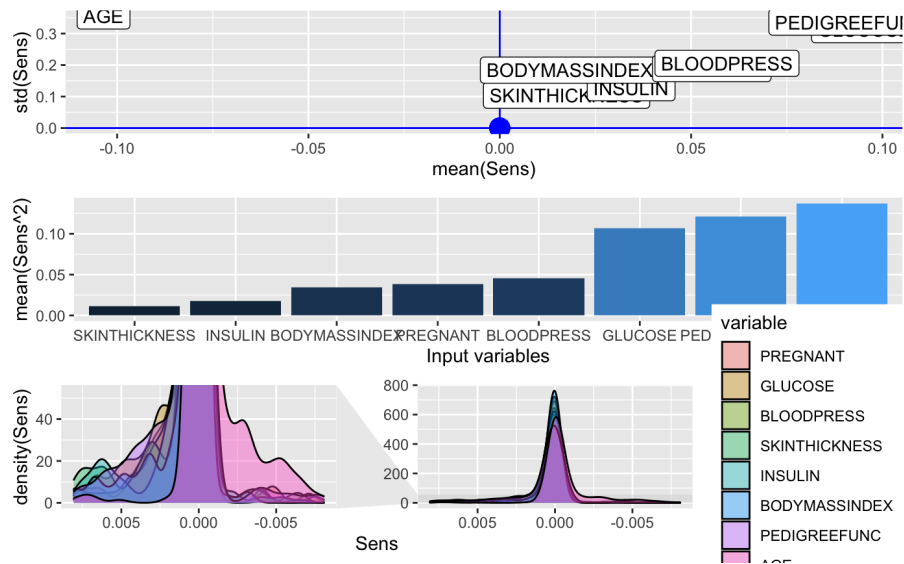 AGE
PEDIGREEFU
BODYMASSINDEX
BLOODPRESS
INSULIN
std(Sens)
0.3
0.2
0.1
0.0
-0.10
-0.05
0.00
0.05
0.10
mean(Sens)
mean(Sens^2)
0.10
0.05
0.00
SKINTHICKNESS
INSULIN
BODYMASSINDEX
PREGNANT
BLOODPRESS
GLUCOSE
PED
Input variables
variable
PREGNANT
GLUCOSE
BLOODPRESS
SKINTHICKNESS
INSULIN
BODYMASSINDEX
PEDIGREEFUNC
AGE
density(Sens)
40
20
0
0.005
0.000
-0.005
800
600
400
200
0
0.005
0.000
-0.005
Sens